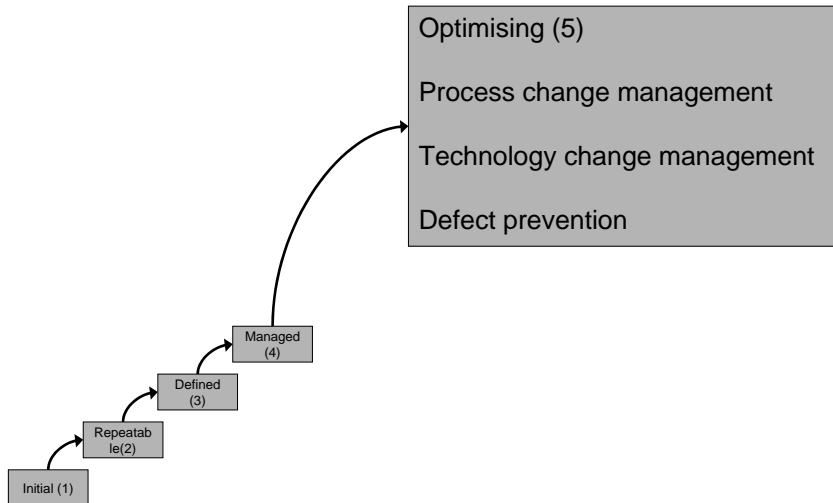 Optimising (5)
Process change management
Technology change management
Defect prevention
Managed
(4)
Defined
(3)
Repeatab
le(2)
Initial (1)